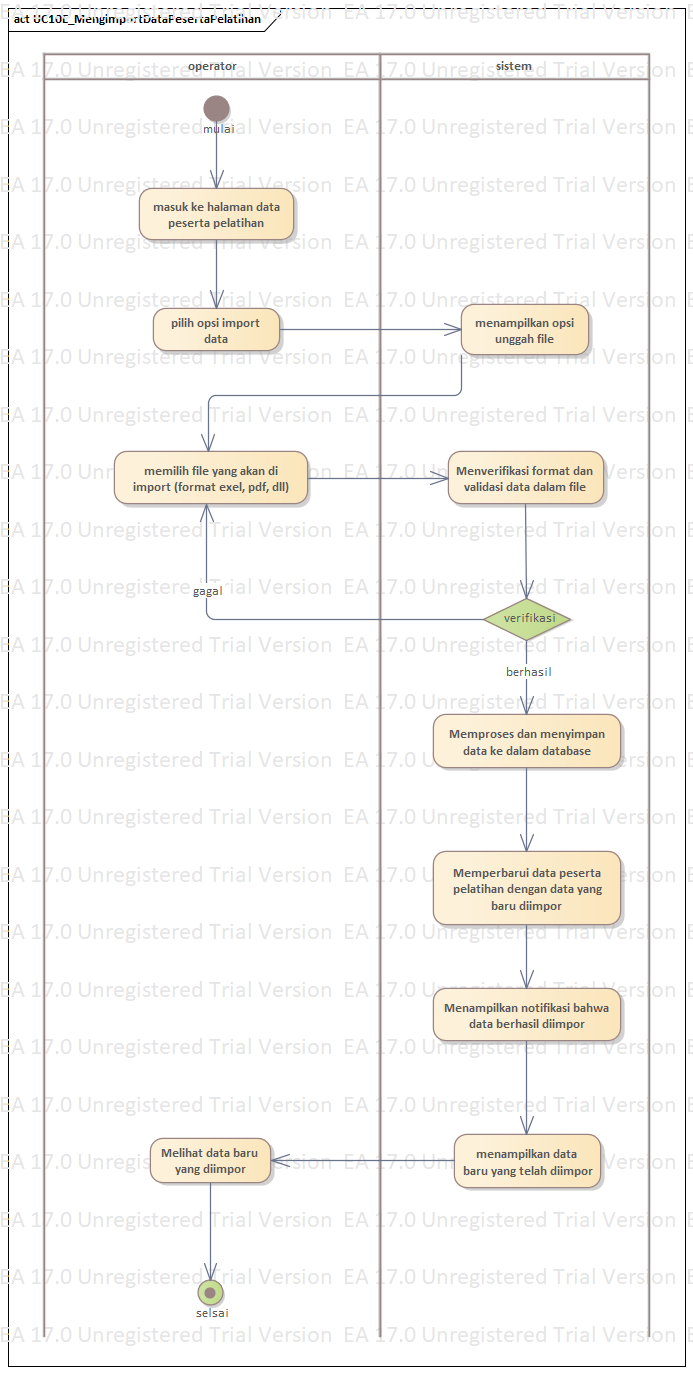 act UC10E_MengimportDataPesertaPelatihan
operator
sistem
mulai
masuk ke halaman data
peserta pelatihan
pilih opsi import
data
menampilkan opsi
unggah file
memilih file yang akan di
import (format exel, pdf, dll)
Menverifikasi format dan
validasi data dalam file
gagal
verifikasi
berhasil
Memproses dan menyimpan
data ke dalam database
Memperbarui data peserta
pelatihan dengan data yang
baru diimpor
Menampilkan notifikasi bahwa
data berhasil diimpor
Melihat data baru
yang diimpor
menampilkan data
baru yang telah diimpor
selsai
EA 17.0 Unregistered Trial Version